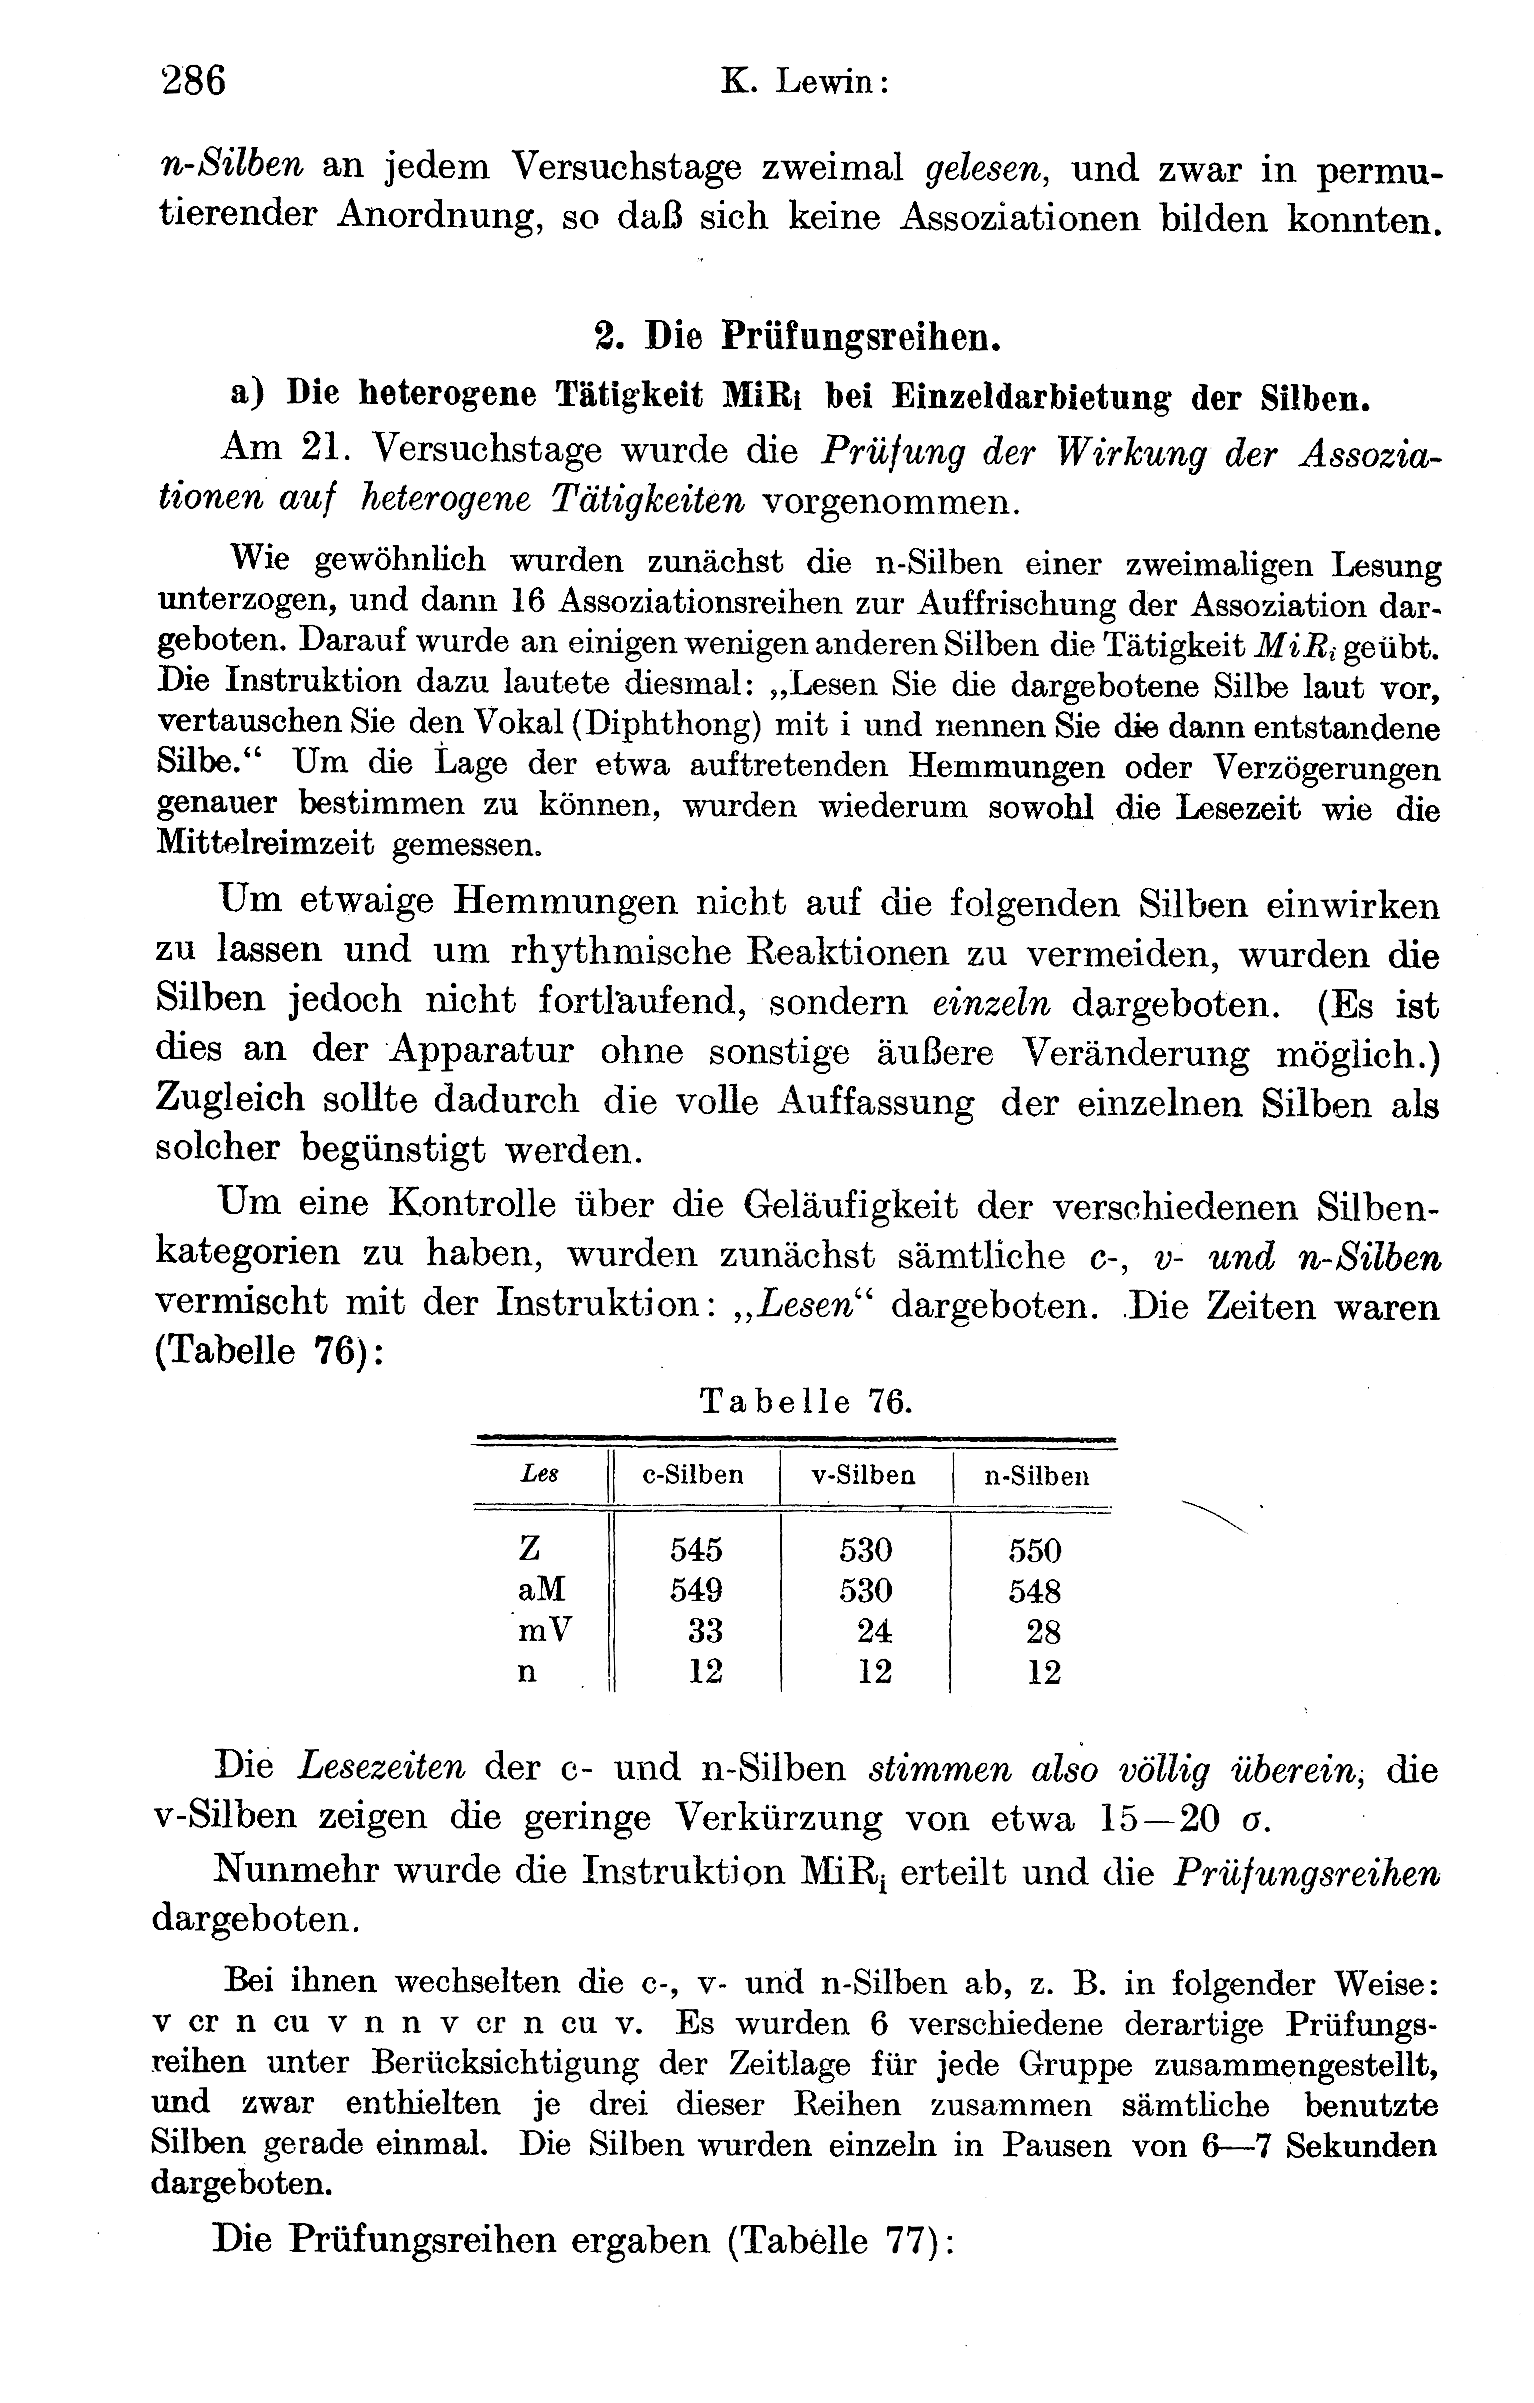 286
K. Lewin:
n-Silben an jedem Versuchstage zweimal gelesen, und zwar in permu-
tierender Anordnung, so daß sich keine Assoziationen bilden konnten.
2. Die Prüfungsreihen.
a) Die heterogene Tätigkeit MiRi bei Einzeldarbietung der Silben.
Am 21. Versuchstage wurde die Prüfung der Wirkung der Assozia-
tionen auf heterogene Tätigkeiten vorgenommen.
Wie gewöhnlich wurden zunächst die n-Silben einer zweimaligen Lesung
unterzogen, und dann 16 Assoziationsreihen zur Auffrischung der Assoziation dar-
geboten. Darauf wurde an einigen wenigen anderen Silben die Tätigkeit MiRi geübt.
Die Instruktion dazu lautete diesmal: „Lesen Sie die dargebotene Silbe laut vor,
vertauschen Sie den Vokal (Diphthong) mit i und nennen Sie die dann entstandene
Silbe.“ Um die Lage der etwa auftretenden Hemmungen oder Verzögerungen
genauer bestimmen zu können, wurden wiederum sowohl die Lesezeit wie die
Mittelreimzeit gemessen.
Um etwaige Hemmungen nicht auf die folgenden Silben einwirken
zu lassen und um rhythmische Reaktionen zu vermeiden, wurden die
Silben jedoch nicht fortlaufend, sondern einzeln dargeboten. (Es ist
dies an der Apparatur ohne sonstige äußere Veränderung möglich.)
Zugleich sollte dadurch die volle Auffassung der einzelnen Silben als
solcher begünstigt werden.
Um eine Kontrolle über die Geläufigkeit der verschiedenen Silben-
kategorien zu haben, wurden zunächst sämtliche c-, v- und n-Silben
vermischt mit der Instruktion: „Lesen“ dargeboten. Die Zeiten waren
(Tabelle 76):
Tabelle 76.
Les c-Silben v-Silben n-Silben
Z 545 530 550
aM 549 530 548
mV 33 24 28
n 12 12 12
Die Lesezeiten der c- und n-Silben stimmen also völlig überein, die
v-Silben zeigen die geringe Verkürzung von etwa 15—20 σ.
Nunmehr wurde die Instruktion MiRi erteilt und die Prüfungsreihen
dargeboten.
Bei ihnen wechselten die c-, v- und n-Silben ab, z. B. in folgender Weise:
v cr n cu v n n v cr n cu v. Es wurden 6 verschiedene derartige Prüfungs-
reihen unter Berücksichtigung der Zeitlage für jede Gruppe zusammengestellt,
und zwar enthielten je drei dieser Reihen zusammen sämtliche benutzte
Silben gerade einmal. Die Silben wurden einzeln in Pausen von 6—7 Sekunden
dargeboten.
Die Prüfungsreihen ergaben (Tabelle 77):